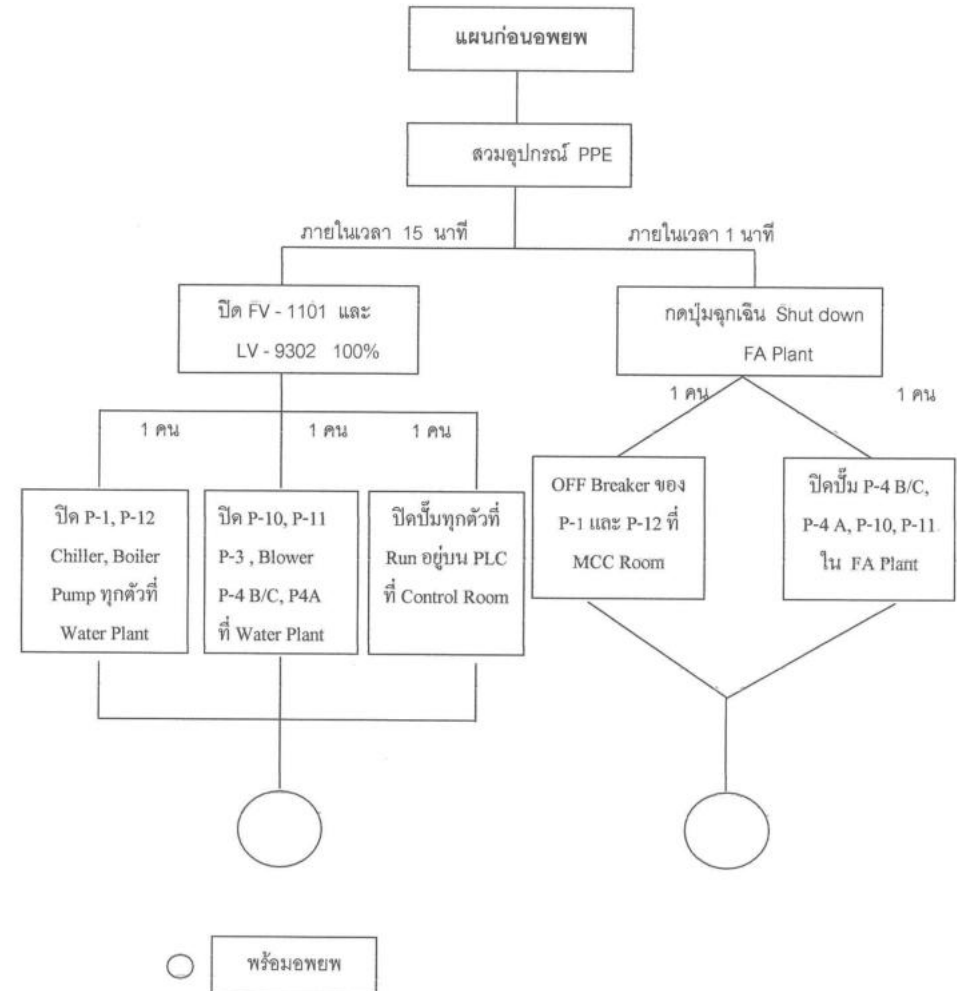 แผนก่อนอพยพ
สวมอุปกรณ์ PPE
ภายในเวลา 15 นาที
ภายในเวลา 1 นาที
ปิด FV - 1101 และ
LV - 9302 100%
กดปุ่มฉุกเฉิน Shut down
FA Plant
1 คน
1 คน
1 คน
1 คน
1 คน
ปิด P-1, P-12
Chiller, Boiler
Pump ทุกตัวที่
Water Plant
ปิด P-10, P-11
P-3 , Blower
P-4 B/C, P4A
ที่ Water Plant
ปิดปั๊มทุกตัวที่
Run อยู่บน PLC
ที่ Control Room
OFF Breaker ของ
P-1 และ P-12 ที่
MCC Room
ปิดปั๊ม P-4 B/C,
P-4 A, P-10, P-11
ใน FA Plant
พร้อมอพยพ